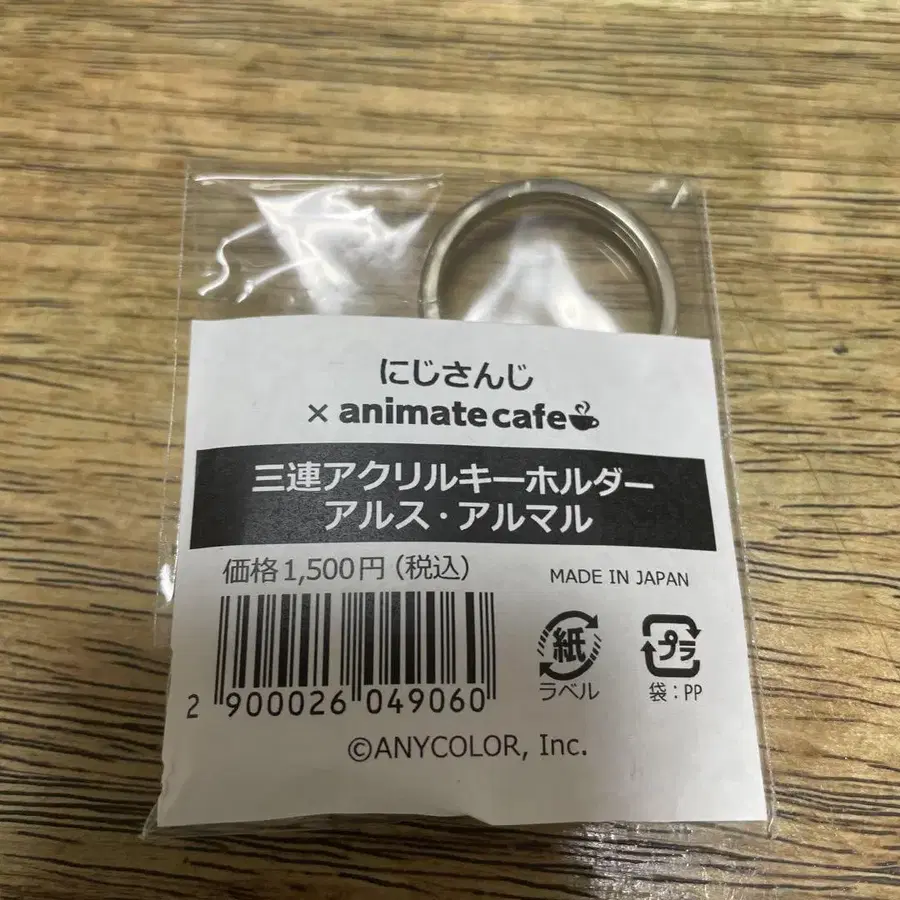 にじさんじ
× animate cafe
三連アクリルキーホルダー
アルス・アルマル
価格1,500円（税込）
MADE IN JAPAN
紙
ラベル
プラ
袋：PP
2 900026 049060
©ANYCOLOR, Inc.